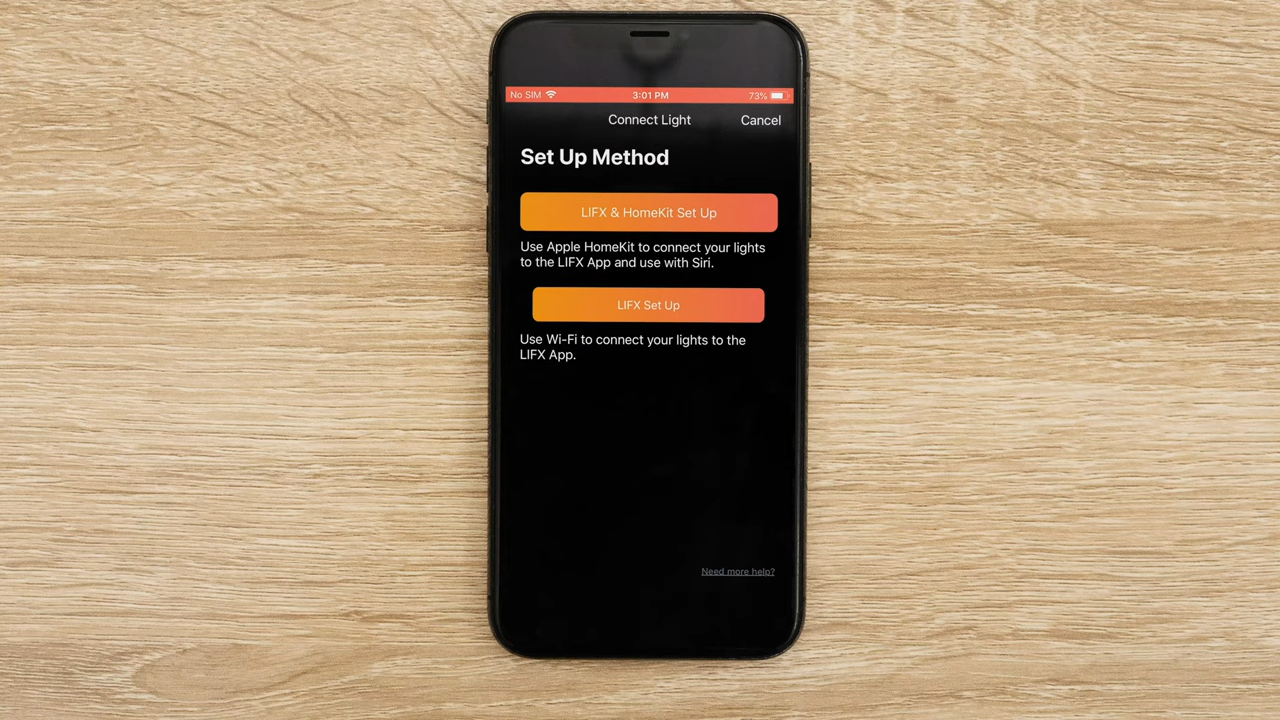 No SIM 3:01 PM 73%
Connect Light Cancel
Set Up Method
LIFX & HomeKit Set Up
Use Apple HomeKit to connect your lights
to the LIFX App and use with Siri.
LIFX Set Up
Use Wi-Fi to connect your lights to the
LIFX App.
Need more help?